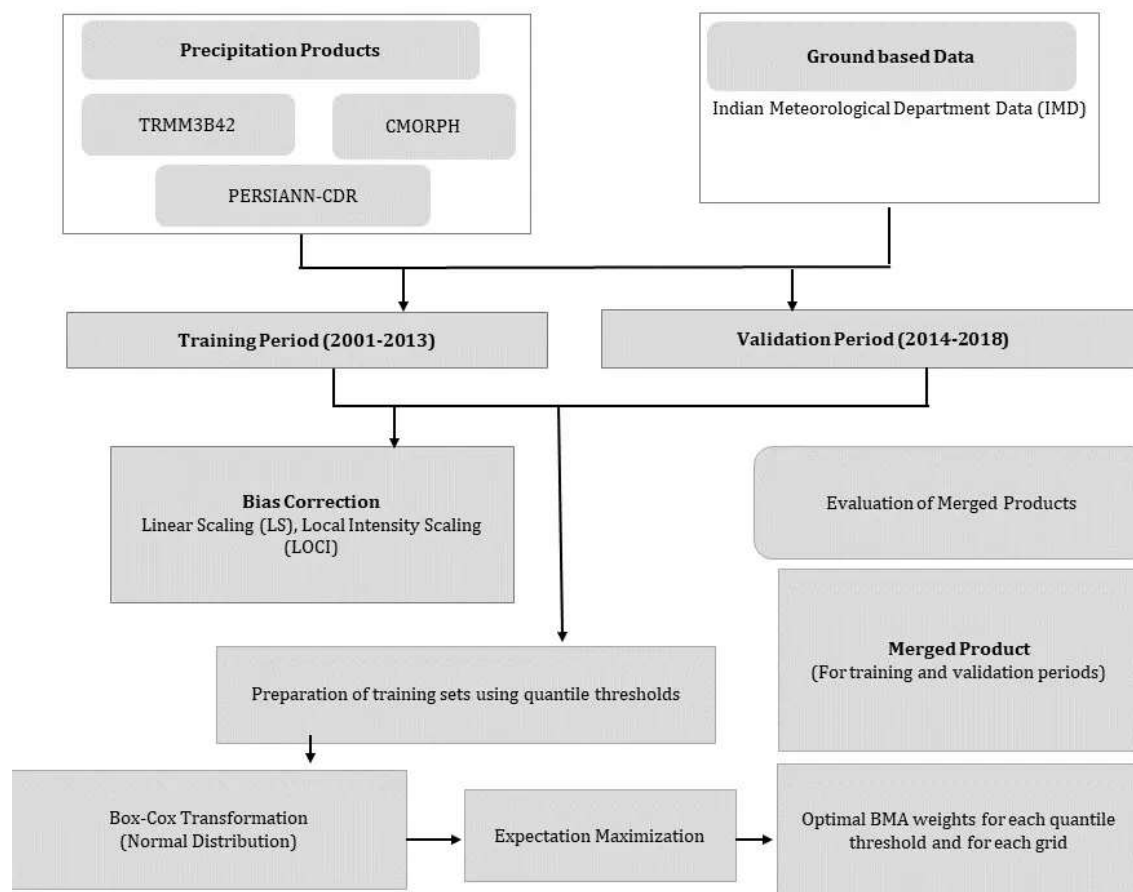 Precipitation Products
TRMM3B42
CMORPH
PERSIANN-CDR
Ground based Data
Indian Meteorological Department Data (IMD)
Training Period (2001-2013)
Validation Period (2014-2018)
Bias Correction
Linear Scaling (LS), Local Intensity Scaling
(LOCI)
Evaluation of Merged Products
Merged Product
(For training and validation periods)
Preparation of training sets using quantile thresholds
Box-Cox Transformation
(Normal Distribution)
Expectation Maximization
Optimal BMA weights for each quantile
threshold and for each grid